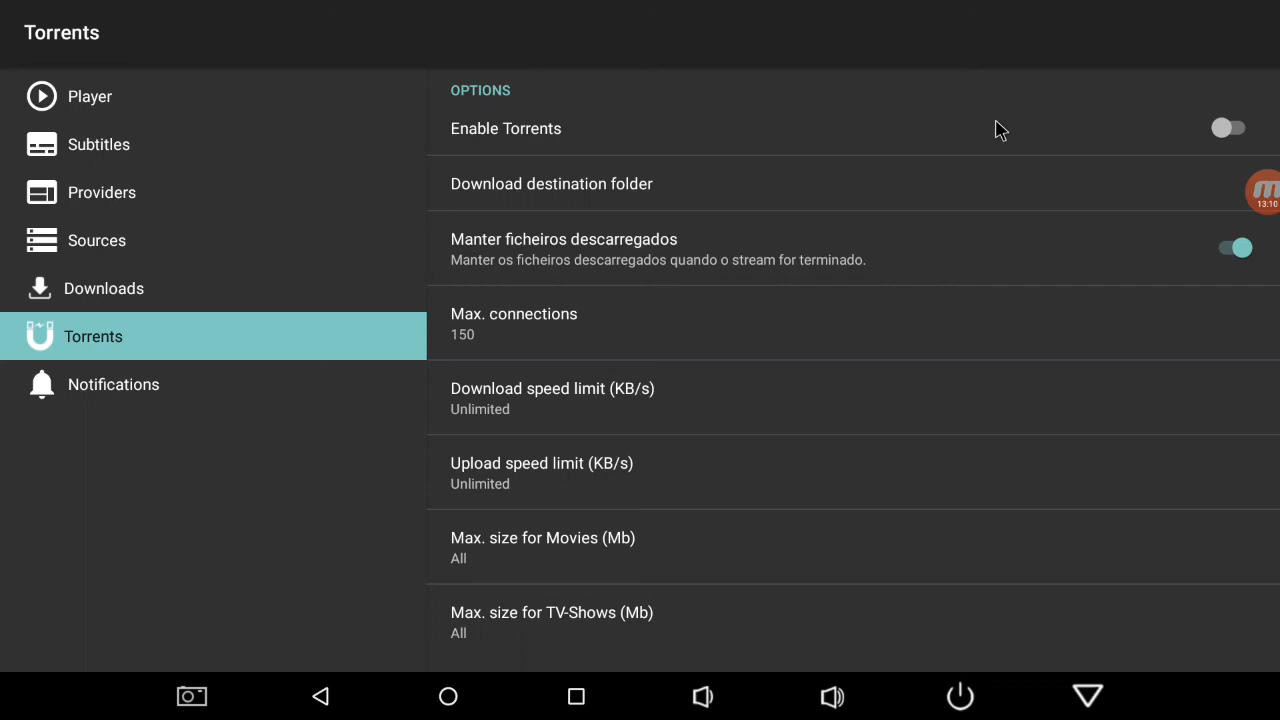 Torrents
Player
Subtitles
Providers
Sources
Downloads
Torrents
Notifications
OPTIONS
Enable Torrents
Download destination folder
Manter ficheiros descarregados
Manter os ficheiros descarregados quando o stream for terminado.
Max. connections
150
Download speed limit (KB/s)
Unlimited
Upload speed limit (KB/s)
Unlimited
Max. size for Movies (Mb)
All
Max. size for TV-Shows (Mb)
All
13:10